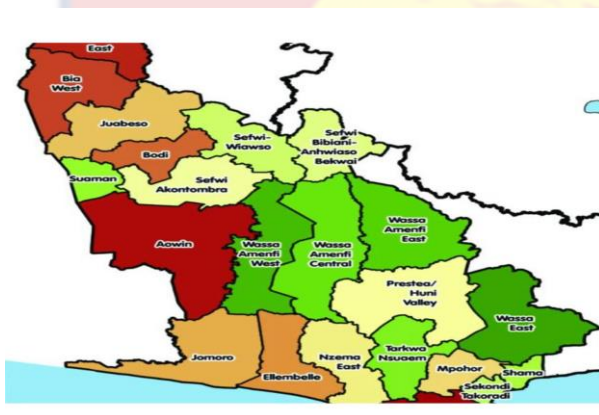 East
Bia
West
Juabeso
Bodi
Sefwi-
Wiawso
Sefwi
Bibiani-
Anhwiaso
Bekwai
Suaman
Sefwi
Akontombra
Aowin
Wassa
Amenfi
West
Wassa
Amenfi
Central
Wassa
Amenfi
East
Prestea/
Huni
Valley
Wassa
East
Jomoro
Ellembelle
Nzema
East
Tarkwa
Nsuaem
Mpohor
Shama
Sekondi
Takoradi